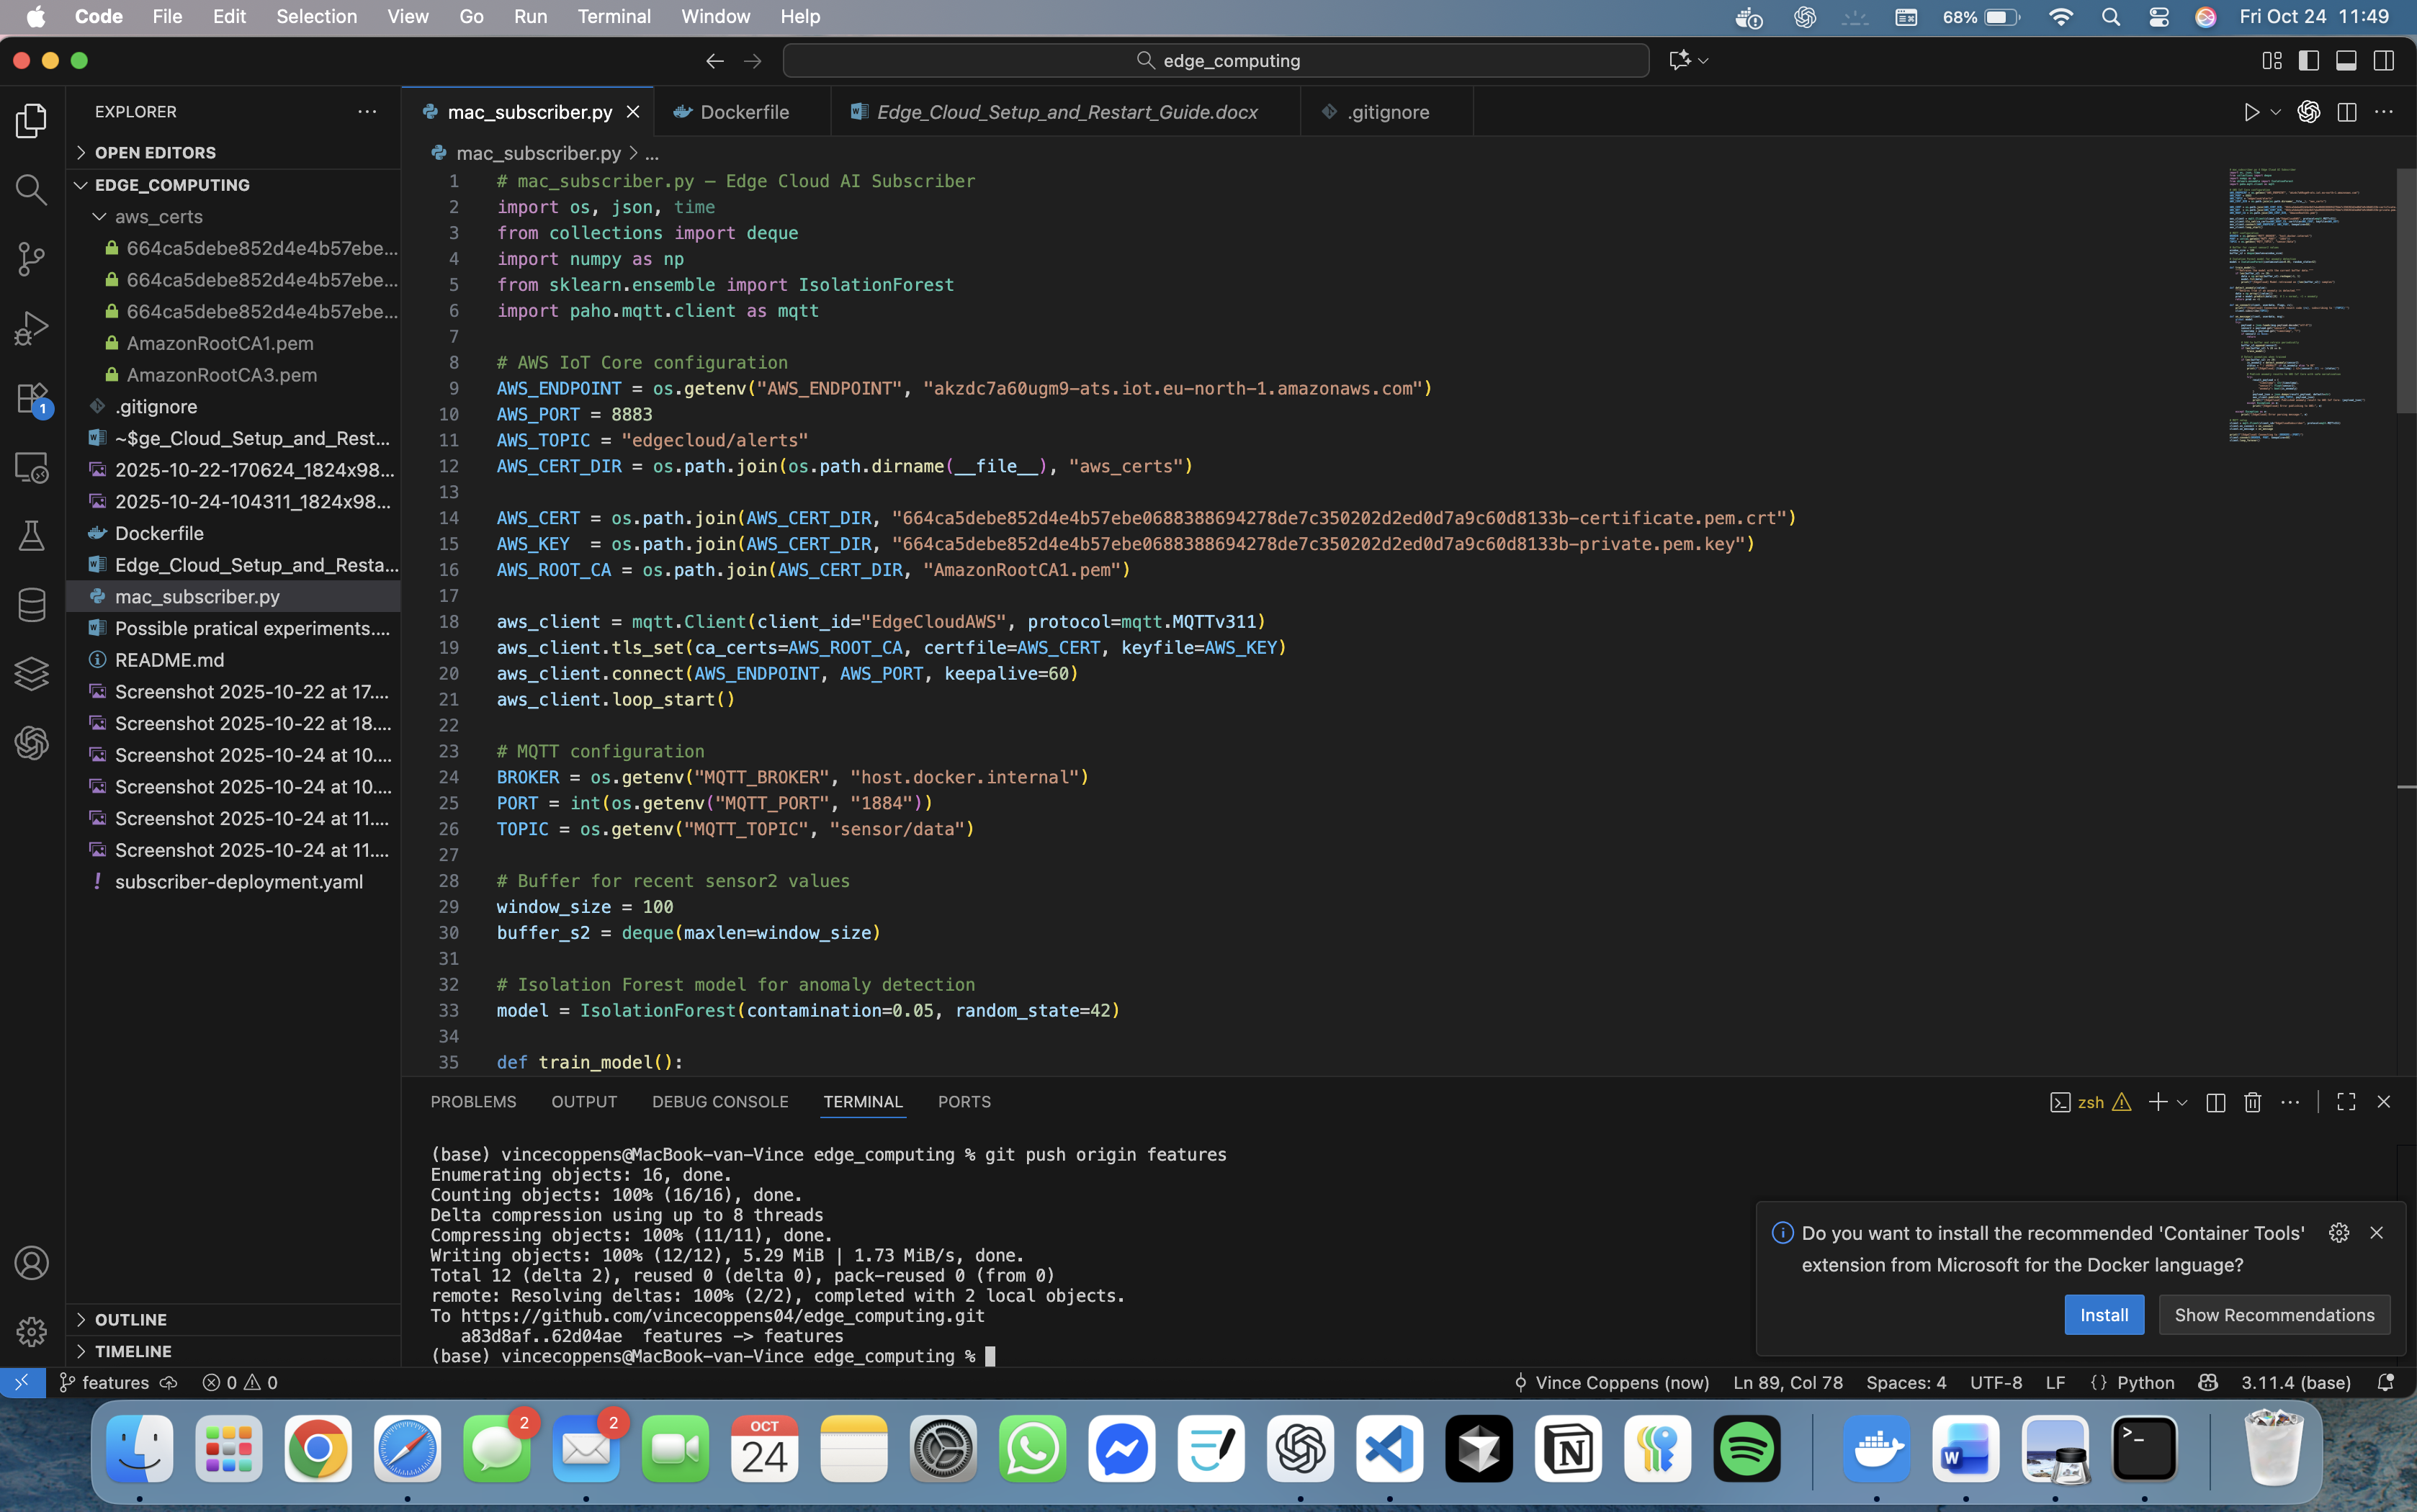 Code File Edit Selection View Go Run Terminal Window Help 68% Fri Oct 24 11:49
edge_computing
EXPLORER
OPEN EDITORS
EDGE_COMPUTING
aws_certs
664ca5debe852d4e4b57ebe...
664ca5debe852d4e4b57ebe...
664ca5debe852d4e4b57ebe...
AmazonRootCA1.pem
AmazonRootCA3.pem
.gitignore
~$ge_Cloud_Setup_and_Rest...
2025-10-22-170624_1824x98...
2025-10-24-104311_1824x98...
Dockerfile
Edge_Cloud_Setup_and_Resta...
mac_subscriber.py
Possible pratical experiments....
README.md
Screenshot 2025-10-22 at 17....
Screenshot 2025-10-22 at 18....
Screenshot 2025-10-24 at 10....
Screenshot 2025-10-24 at 10....
Screenshot 2025-10-24 at 11....
Screenshot 2025-10-24 at 11....
subscriber-deployment.yaml
OUTLINE
TIMELINE
1
mac_subscriber.py Dockerfile Edge_Cloud_Setup_and_Restart_Guide.docx .gitignore
mac_subscriber.py > ...
1 # mac_subscriber.py – Edge Cloud AI Subscriber
2 import os, json, time
3 from collections import deque
4 import numpy as np
5 from sklearn.ensemble import IsolationForest
6 import paho.mqtt.client as mqtt
7
8 # AWS IoT Core configuration
9 AWS_ENDPOINT = os.getenv("AWS_ENDPOINT", "akzdc7a60ugm9-ats.iot.eu-north-1.amazonaws.com")
10 AWS_PORT = 8883
11 AWS_TOPIC = "edgecloud/alerts"
12 AWS_CERT_DIR = os.path.join(os.path.dirname(__file__), "aws_certs")
13
14 AWS_CERT = os.path.join(AWS_CERT_DIR, "664ca5debe852d4e4b57ebe0688388694278de7c350202d2ed0d7a9c60d8133b-certificate.pem.crt")
15 AWS_KEY  = os.path.join(AWS_CERT_DIR, "664ca5debe852d4e4b57ebe0688388694278de7c350202d2ed0d7a9c60d8133b-private.pem.key")
16 AWS_ROOT_CA = os.path.join(AWS_CERT_DIR, "AmazonRootCA1.pem")
17
18 aws_client = mqtt.Client(client_id="EdgeCloudAWS", protocol=mqtt.MQTTv311)
19 aws_client.tls_set(ca_certs=AWS_ROOT_CA, certfile=AWS_CERT, keyfile=AWS_KEY)
20 aws_client.connect(AWS_ENDPOINT, AWS_PORT, keepalive=60)
21 aws_client.loop_start()
22
23 # MQTT configuration
24 BROKER = os.getenv("MQTT_BROKER", "host.docker.internal")
25 PORT = int(os.getenv("MQTT_PORT", "1884"))
26 TOPIC = os.getenv("MQTT_TOPIC", "sensor/data")
27
28 # Buffer for recent sensor2 values
29 window_size = 100
30 buffer_s2 = deque(maxlen=window_size)
31
32 # Isolation Forest model for anomaly detection
33 model = IsolationForest(contamination=0.05, random_state=42)
34
35 def train_model():
PROBLEMS OUTPUT DEBUG CONSOLE TERMINAL PORTS
zsh
(base) vincecoppens@MacBook-van-Vince edge_computing % git push origin features
Enumerating objects: 16, done.
Counting objects: 100% (16/16), done.
Delta compression using up to 8 threads
Compressing objects: 100% (11/11), done.
Writing objects: 100% (12/12), 5.29 MiB | 1.73 MiB/s, done.
Total 12 (delta 2), reused 0 (delta 0), pack-reused 0 (from 0)
remote: Resolving deltas: 100% (2/2), completed with 2 local objects.
To https://github.com/vincecoppens04/edge_computing.git
   a83d8af..62d04ae  features -> features
(base) vincecoppens@MacBook-van-Vince edge_computing %
Do you want to install the recommended 'Container Tools'
extension from Microsoft for the Docker language?
Install Show Recommendations
features 0 0 Vince Coppens (now) Ln 89, Col 78 Spaces: 4 UTF-8 LF {} Python 3.11.4 (base)
2 2
OCT
24